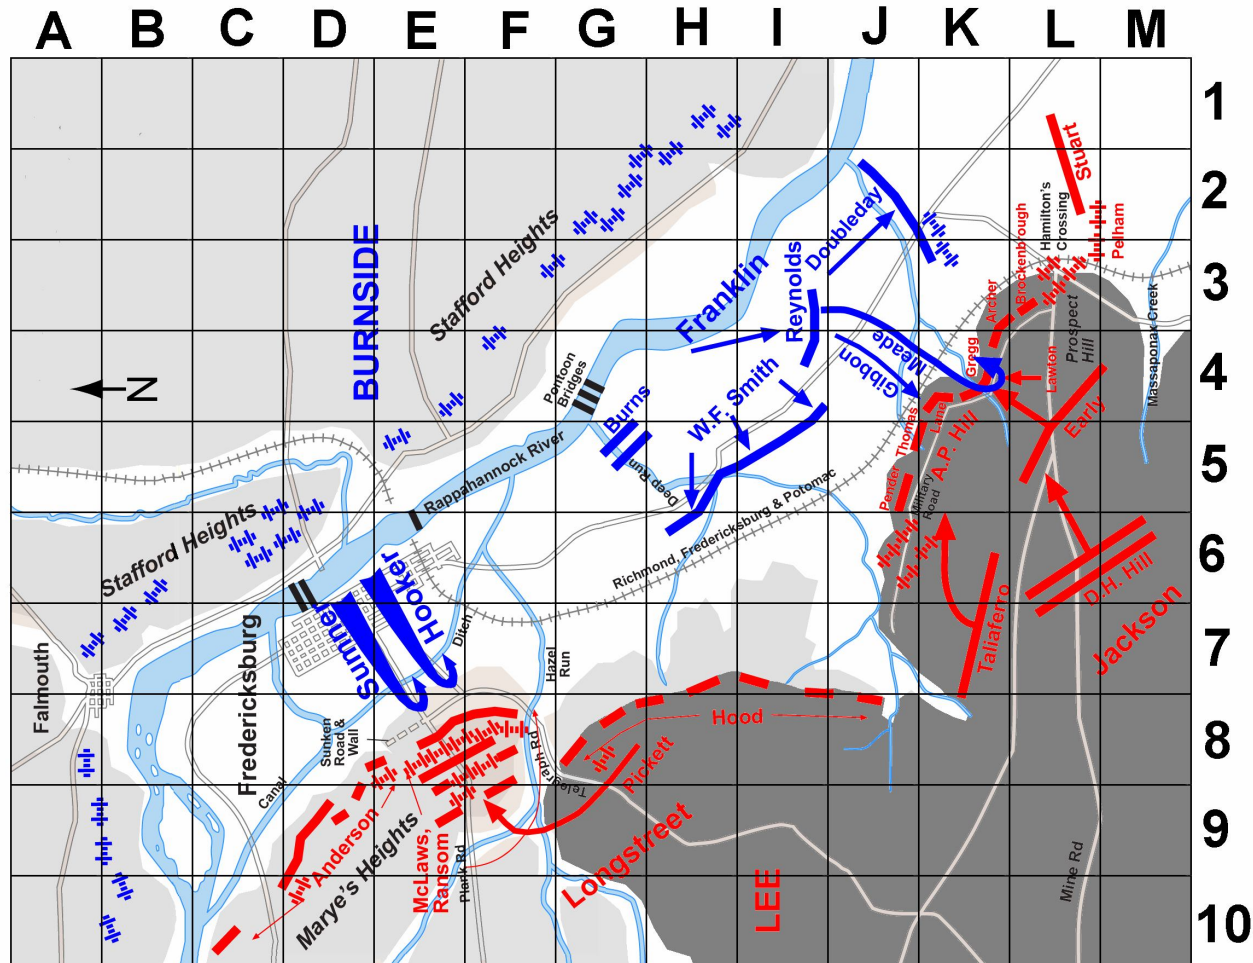 A B C D E F G H I J K L M
1
2
3
4
5
6
7
8
9
10
Stuart
Hamilton's
Crossing
Pelham
Brockenbrough
Archer
Doubleday
Reynolds
Franklin
Stafford Heights
BURNSIDE
N
Pontoon
Bridges
Burns
W.F. Smith
Meade
Gibbon
Gregg
Lawton
Prospect
Hill
Massaponax Creek
Early
Thomas
Lane
A.P. Hill
Pender
Military
Road
Deep Run
Rappahannock River
Richmond, Fredericksburg & Potomac
Stafford Heights
Hooker
Sumner
Ditch
Hazel
Run
Falmouth
Fredericksburg
Sunken
Road &
Wall
Canal
Hood
Pickett
Telegraph Rd
Telegraph
Taliaferro
D.H. Hill
Jackson
Anderson
Marye's Heights
McLaws,
Ransom
Plank Rd
Longstreet
LEE
Mine Rd